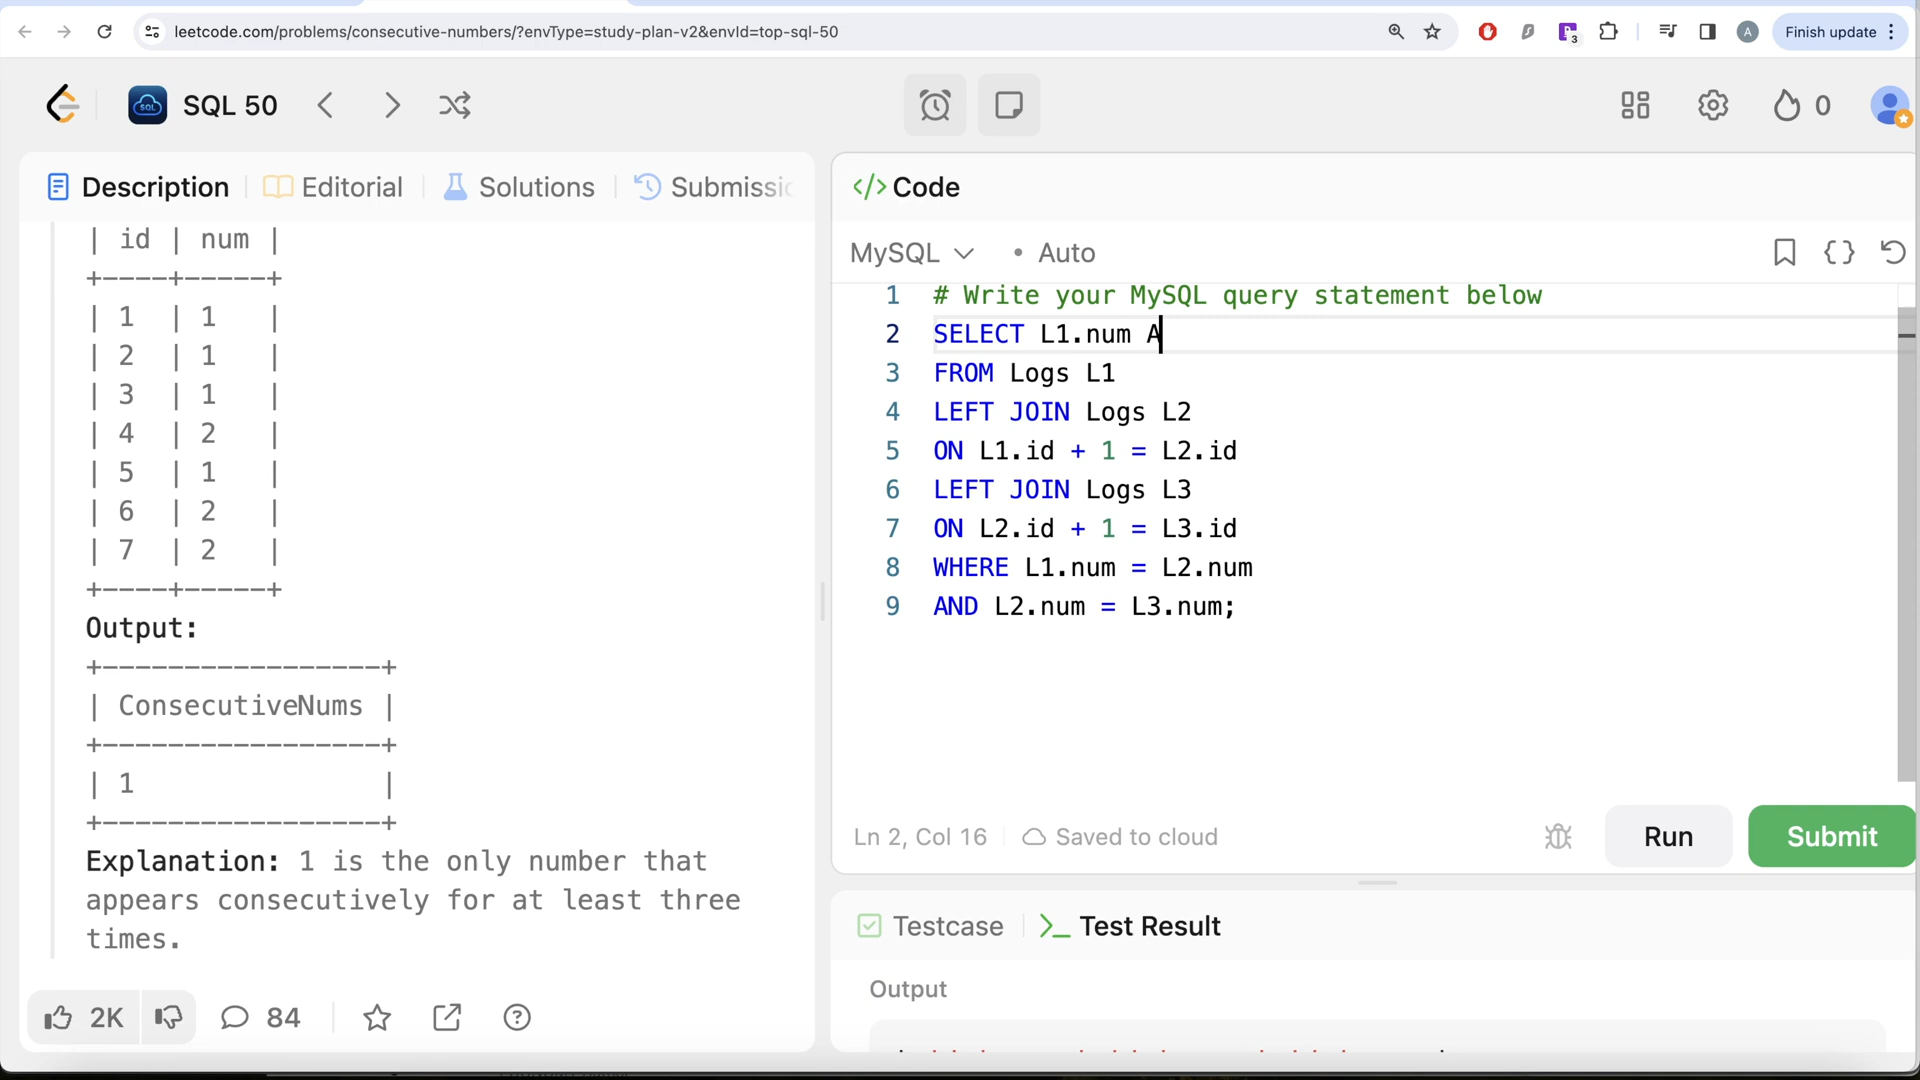 leetcode.com/problems/consecutive-numbers/?envType=study-plan-v2&envId=top-sql-50
3
A
Finish update
SQL
SQL 50
0
Description
Editorial
Solutions
Submissi
| id | num |
+----+-----+
| 1 | 1 |
| 2 | 1 |
| 3 | 1 |
| 4 | 2 |
| 5 | 1 |
| 6 | 2 |
| 7 | 2 |
+----+-----+
Output:
+-----------------+
| ConsecutiveNums |
+-----------------+
| 1 |
+-----------------+
Explanation: 1 is the only number that
appears consecutively for at least three
times.
2K
84
</> Code
MySQL
• Auto
{}
1 # Write your MySQL query statement below
2 SELECT L1.num A
3 FROM Logs L1
4 LEFT JOIN Logs L2
5 ON L1.id + 1 = L2.id
6 LEFT JOIN Logs L3
7 ON L2.id + 1 = L3.id
8 WHERE L1.num = L2.num
9 AND L2.num = L3.num;
Ln 2, Col 16
Saved to cloud
Run
Submit
Testcase
>_ Test Result
Output